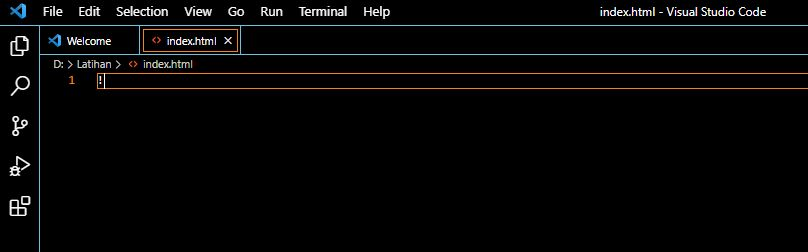 File Edit Selection View Go Run Terminal Help index.html - Visual Studio Code
Welcome index.html
D: > Latihan > index.html
1 !